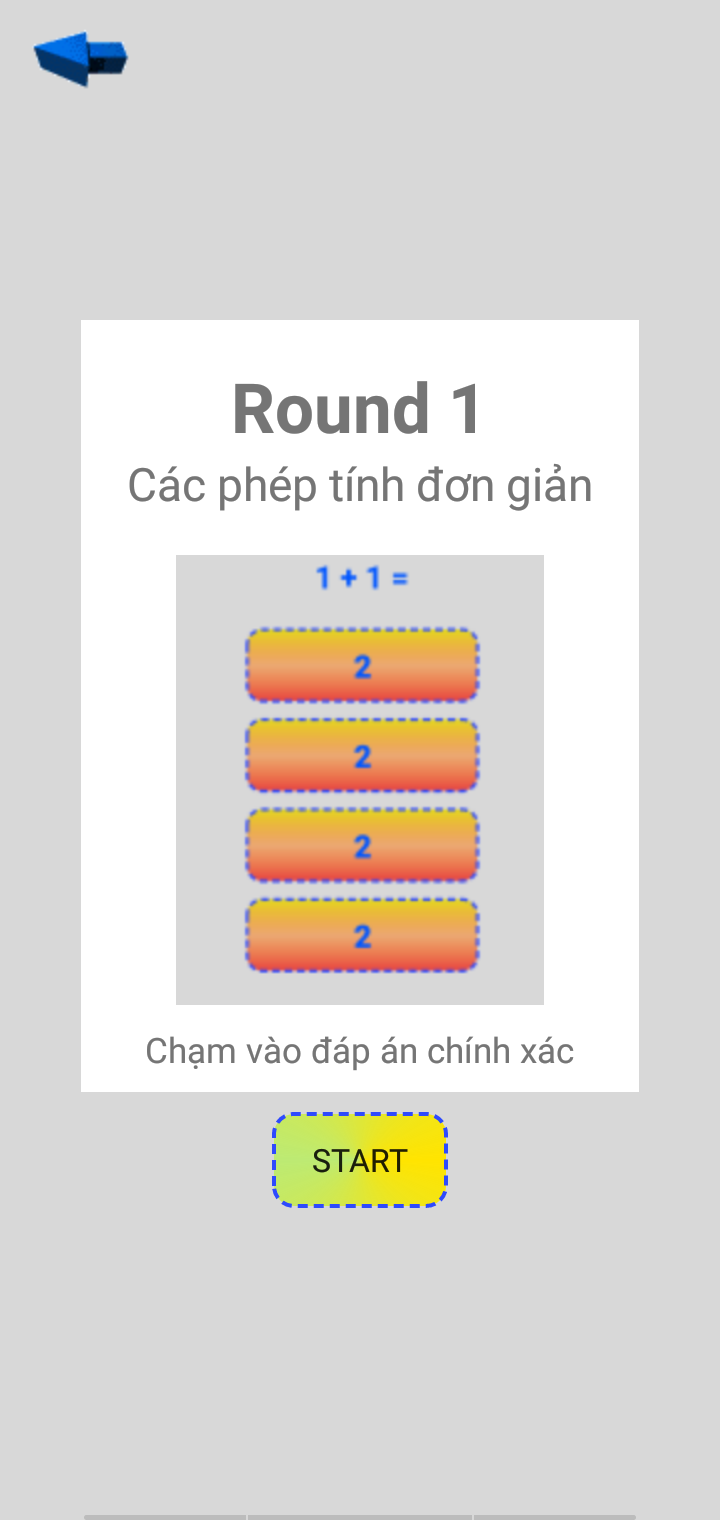 Round 1
Các phép tính đơn giản
1 + 1 =
2
2
2
2
Chạm vào đáp án chính xác
START